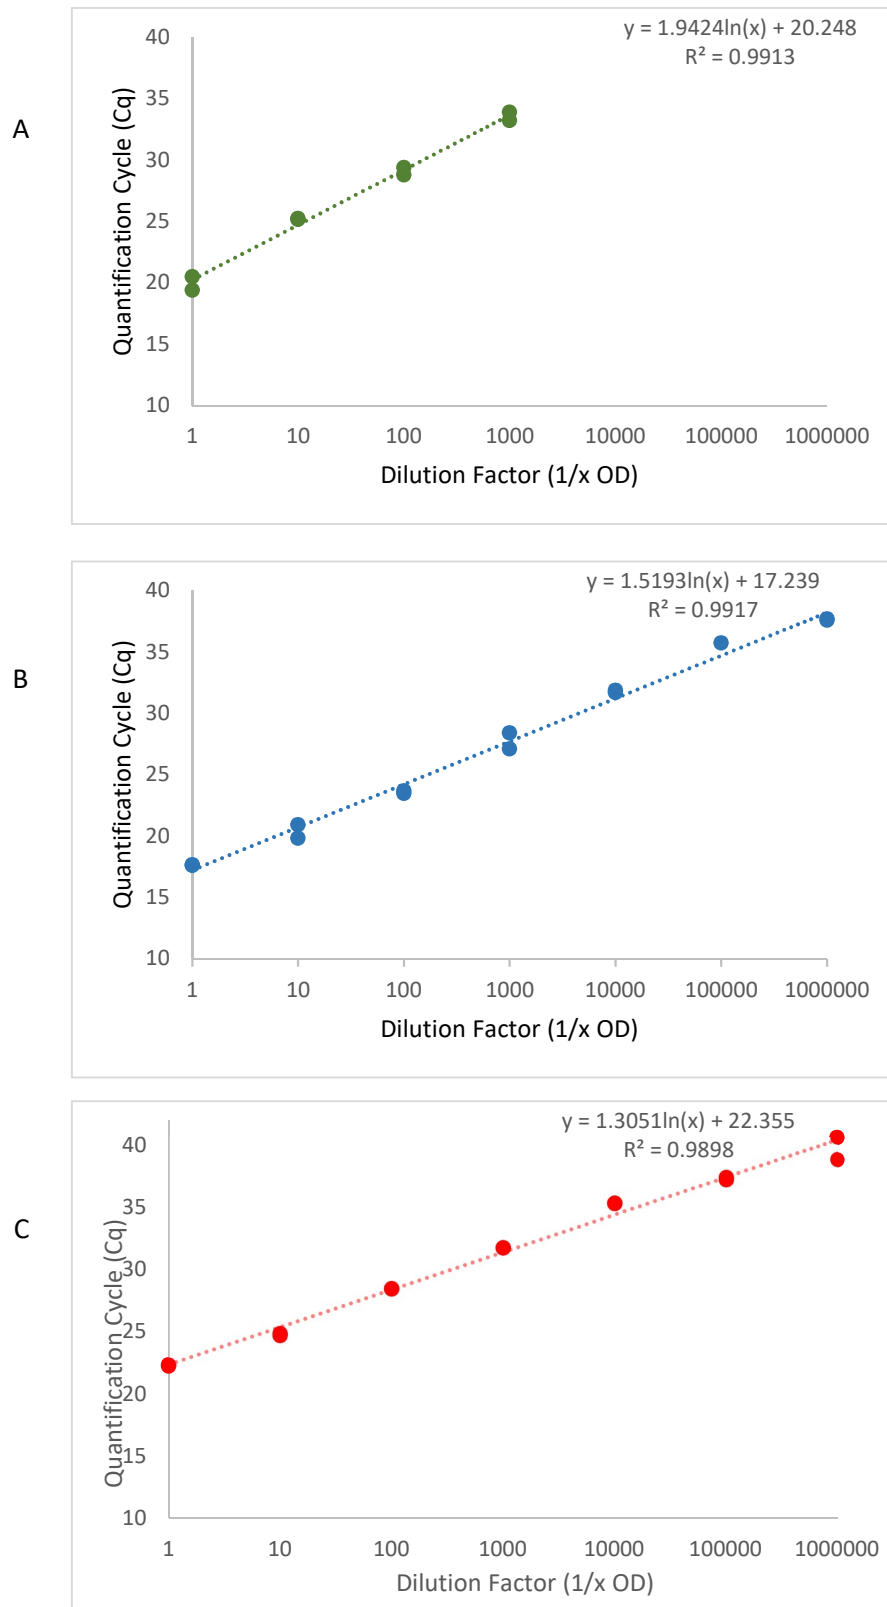 A
y = 1.9424ln(x) + 20.248
R² = 0.9913
Quantification Cycle (Cq)
40
35
30
25
20
15
10
1 10 100 1000 10000 100000 1000000
Dilution Factor (1/x OD)
B
y = 1.5193ln(x) + 17.239
R² = 0.9917
Quantification Cycle (Cq)
40
35
30
25
20
15
10
1 10 100 1000 10000 100000 1000000
Dilution Factor (1/x OD)
C
y = 1.3051ln(x) + 22.355
R² = 0.9898
Quantification Cycle (Cq)
40
35
30
25
20
15
10
1 10 100 1000 10000 100000 1000000
Dilution Factor (1/x OD)